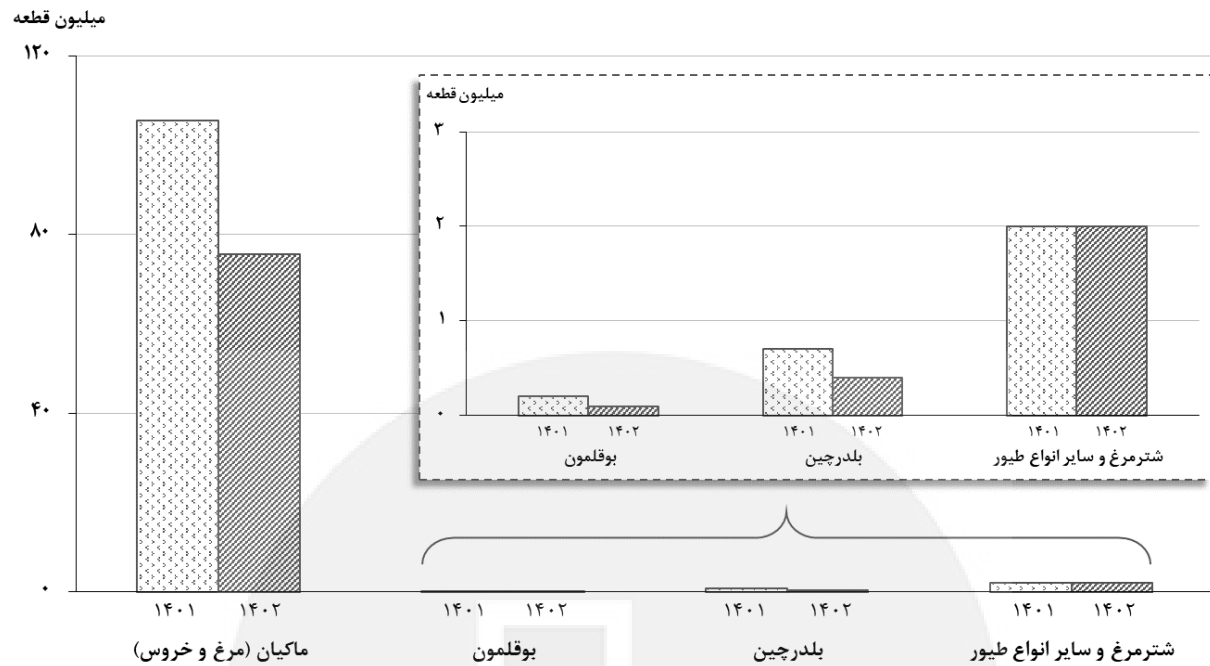 میلیون قطعه
۱۲۰
۸۰
۴۰
۰
میلیون قطعه
۳
۲
۱
۰
۱۴۰۱ ۱۴۰۲ ۱۴۰۱ ۱۴۰۲ ۱۴۰۱ ۱۴۰۲
بوقلمون بلدرچین شترمرغ و سایر انواع طیور
۱۴۰۱ ۱۴۰۲ ۱۴۰۱ ۱۴۰۲ ۱۴۰۱ ۱۴۰۲ ۱۴۰۱ ۱۴۰۲
ماکیان (مرغ و خروس) بوقلمون بلدرچین شترمرغ و سایر انواع طیور